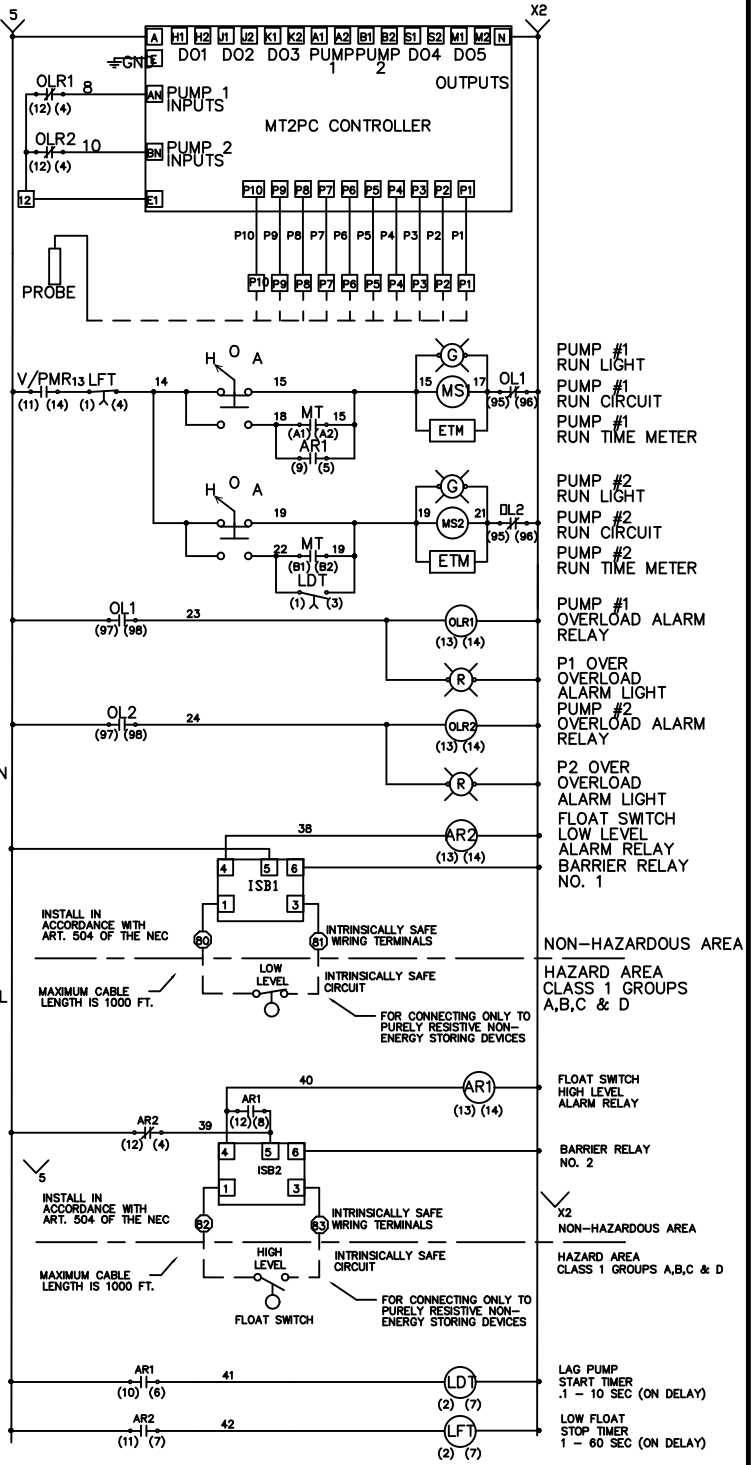 5
X2
A H1 H2 J1 J2 K1 K2 A1 A2 B1 B2 S1 S2 M1 M2 N
DO1 DO2 DO3 PUMP 1 PUMP 2 DO4 DO5
GND
E
OUTPUTS
OLR1 8
(12) (4)
AN PUMP 1
INPUTS
MT2PC CONTROLLER
OLR2 10
(12) (4)
BN PUMP 2
INPUTS
12
E1
P10 P9 P8 P7 P6 P5 P4 P3 P2 P1
P10 P9 P8 P7 P6 P5 P4 P3 P2 P1
P10 P9 P8 P7 P6 P5 P4 P3 P2 P1
PROBE
PUMP #1
RUN LIGHT
PUMP #1
RUN CIRCUIT
PUMP #1
RUN TIME METER
H O A
G
V/PMR 13 LFT 14 15 15 MS1 17 OL1
(11) (14) (1) (4) (95) (96)
18 MT 15
(A1) (A2)
AR1
(9) (5)
ETM
PUMP #2
RUN LIGHT
PUMP #2
RUN CIRCUIT
PUMP #2
RUN TIME METER
H O A
G
19 19 MS2 21 OL2
(95) (96)
22 MT 19
(B1) (B2)
LDT
(1) (3)
ETM
OL1 23 OLR1
(97) (98) (13) (14)
PUMP #1
OVERLOAD ALARM
RELAY
R
P1 OVER
OVERLOAD
ALARM LIGHT
OL2 24 OLR2
(97) (98) (13) (14)
PUMP #2
OVERLOAD ALARM
RELAY
N
R
P2 OVER
OVERLOAD
ALARM LIGHT
38 AR2
(13) (14)
FLOAT SWITCH
LOW LEVEL
ALARM RELAY
BARRIER RELAY
NO. 1
4 5 6
ISB1
1 3
INSTALL IN
ACCORDANCE WITH
ART. 504 OF THE NEC
80 81
INTRINSICALLY SAFE
WIRING TERMINALS
NON-HAZARDOUS AREA
HAZARD AREA
CLASS 1 GROUPS
A,B,C & D
MAXIMUM CABLE
LENGTH IS 1000 FT.
LOW
LEVEL
INTRINSICALLY SAFE
CIRCUIT
L
FOR CONNECTING ONLY TO
PURELY RESISTIVE NON-
ENERGY STORING DEVICES
40 AR1
(13) (14)
FLOAT SWITCH
HIGH LEVEL
ALARM RELAY
AR1
(12)(8)
AR2 39
(12) (4)
4 5 6
ISB2
1 3
BARRIER RELAY
NO. 2
5
X2
INSTALL IN
ACCORDANCE WITH
ART. 504 OF THE NEC
82 83
INTRINSICALLY SAFE
WIRING TERMINALS
NON-HAZARDOUS AREA
HAZARD AREA
CLASS 1 GROUPS A,B,C & D
MAXIMUM CABLE
LENGTH IS 1000 FT.
HIGH
LEVEL
INTRINSICALLY SAFE
CIRCUIT
FLOAT SWITCH
FOR CONNECTING ONLY TO
PURELY RESISTIVE NON-
ENERGY STORING DEVICES
AR1 41 LDT
(10) (6) (2) (7)
LAG PUMP
START TIMER
.1 - 10 SEC (ON DELAY)
AR2 42 LFT
(11) (7) (2) (7)
LOW FLOAT
STOP TIMER
1 - 60 SEC (ON DELAY)